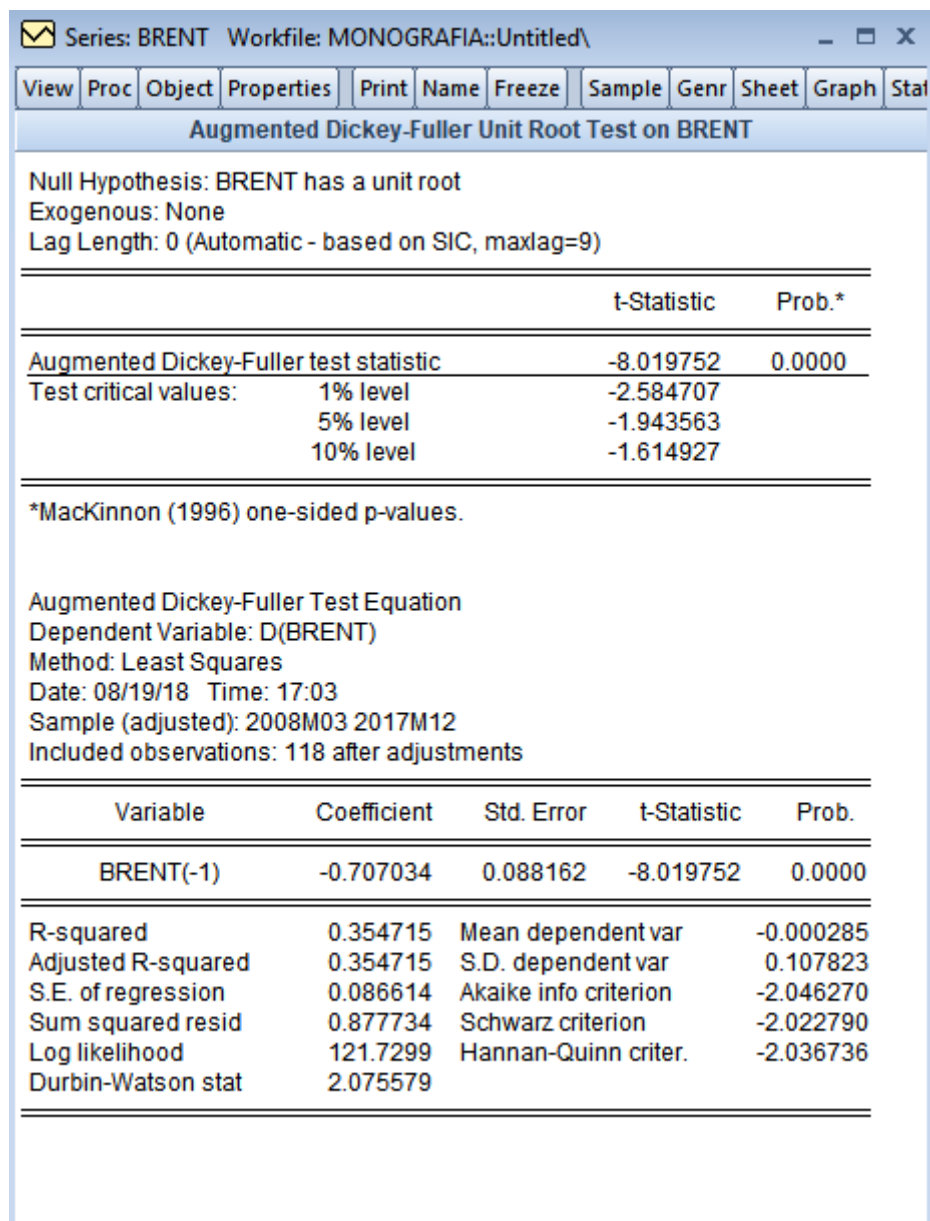 Series: BRENT Workfile: MONOGRAFIA::Untitled\
View Proc Object Properties Print Name Freeze Sample Genr Sheet Graph Stat
Augmented Dickey-Fuller Unit Root Test on BRENT
Null Hypothesis: BRENT has a unit root
Exogenous: None
Lag Length: 0 (Automatic - based on SIC, maxlag=9)
t-Statistic Prob.*
Augmented Dickey-Fuller test statistic -8.019752 0.0000
Test critical values: 1% level -2.584707
5% level -1.943563
10% level -1.614927
*MacKinnon (1996) one-sided p-values.
Augmented Dickey-Fuller Test Equation
Dependent Variable: D(BRENT)
Method: Least Squares
Date: 08/19/18 Time: 17:03
Sample (adjusted): 2008M03 2017M12
Included observations: 118 after adjustments
Variable Coefficient Std. Error t-Statistic Prob.
BRENT(-1) -0.707034 0.088162 -8.019752 0.0000
R-squared 0.354715 Mean dependent var -0.000285
Adjusted R-squared 0.354715 S.D. dependent var 0.107823
S.E. of regression 0.086614 Akaike info criterion -2.046270
Sum squared resid 0.877734 Schwarz criterion -2.022790
Log likelihood 121.7299 Hannan-Quinn criter. -2.036736
Durbin-Watson stat 2.075579